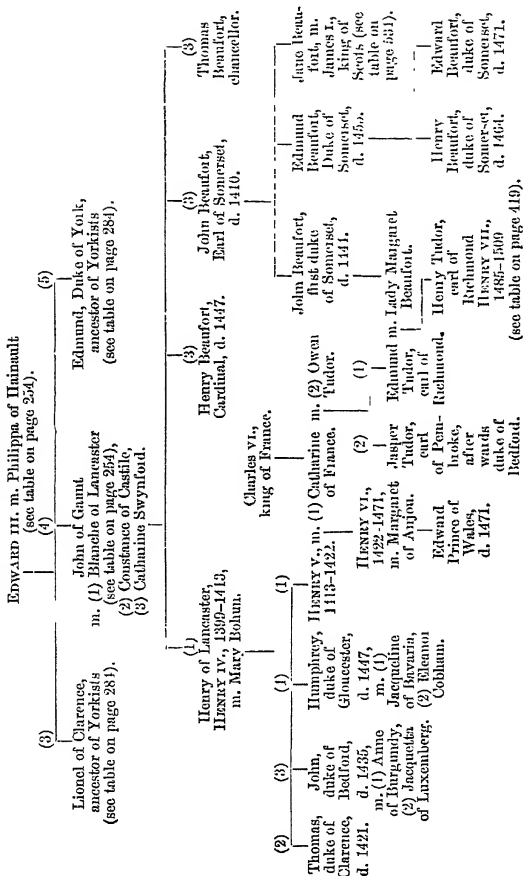 EDWARD III. m. Philippa of Hainault
(see table on page 254).
(3)
Lionel of Clarence,
ancestor of Yorkists
(see table on page 284).
(4)
John of Gaunt
m. (1) Blanche of Lancaster
(see table on page 254),
(2) Constance of Castile,
(3) Catharine Swynford.
(5)
Edmund, Duke of York,
ancestor of Yorkists
(see table on page 284).
(1)
Henry of Lancaster,
HENRY IV., 1399-1413,
m. Mary Bohun.
(3)
Henry Beaufort,
Cardinal, d. 1447.
(3)
John Beaufort,
Earl of Somerset,
d. 1410.
(3)
Thomas
Beaufort,
chancellor.
Charles VI.,
king of France.
(2)
Thomas,
duke of
Clarence,
d. 1421.
(3)
John,
duke of
Bedford,
d. 1435,
m. (1) Anne
of Burgundy,
(2) Jacquetta
of Luxemberg.
(4)
Humphrey,
duke of
Gloucester,
d. 1447,
m. (1)
Jacqueline
of Bavaria,
(2) Eleanor
Cobham.
(1)
HENRY V., m. (1) Catharine m. (2) Owen
1413-1422. of France. Tudor.
HENRY VI.,
1422-1471,
m. Margaret
of Anjou.
Edward
Prince of
Wales,
d. 1471.
(2)
Jasper
Tudor,
earl
of Pem-
broke,
after
wards
duke of
Bedford.
(1)
Edmund m. Lady Margaret
Tudor, Beaufort.
earl of
Richmond.
John Beaufort,
first duke
of Somerset,
d. 1444.
Edmund
Beaufort,
Duke of
Somerset,
d. 1455.
Jane Beau-
fort, m.
James I.,
king of
Scots (see
table on
page 531).
Henry Tudor,
earl of
Richmond
HENRY VII.,
1485-1509
(see table on page 419).
Henry
Beaufort,
duke of
Somerset,
d. 1464.
Edward
Beaufort,
duke of
Somerset,
d. 1471.